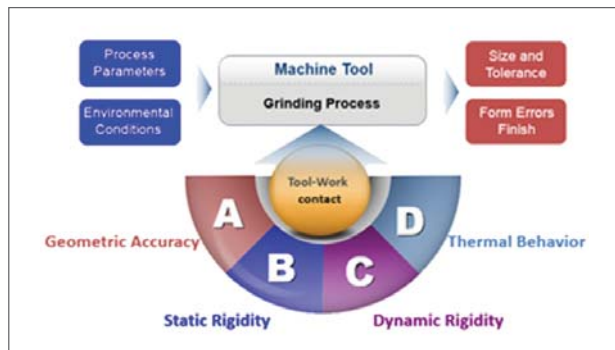 Process
Parameters
Environmental
Conditions
Machine Tool
Grinding Process
Size and
Tolerance
Form Errors
Finish
Tool-Work
contact
A
B
C
D
Geometric Accuracy
Thermal Behavior
Static Rigidity
Dynamic Rigidity